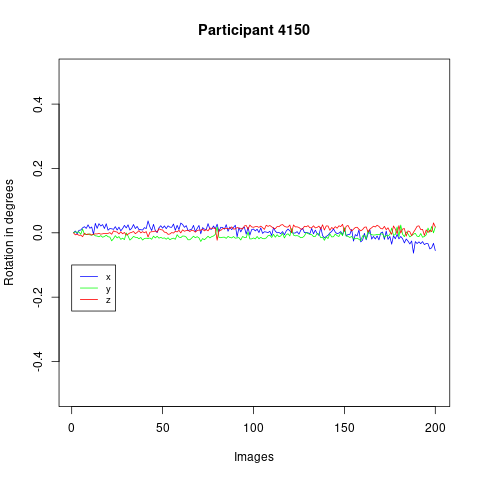 Participant 4150
Rotation in degrees
0.4
0.2
0.0
-0.2
-0.4
x
y
z
0 50 100 150 200
Images